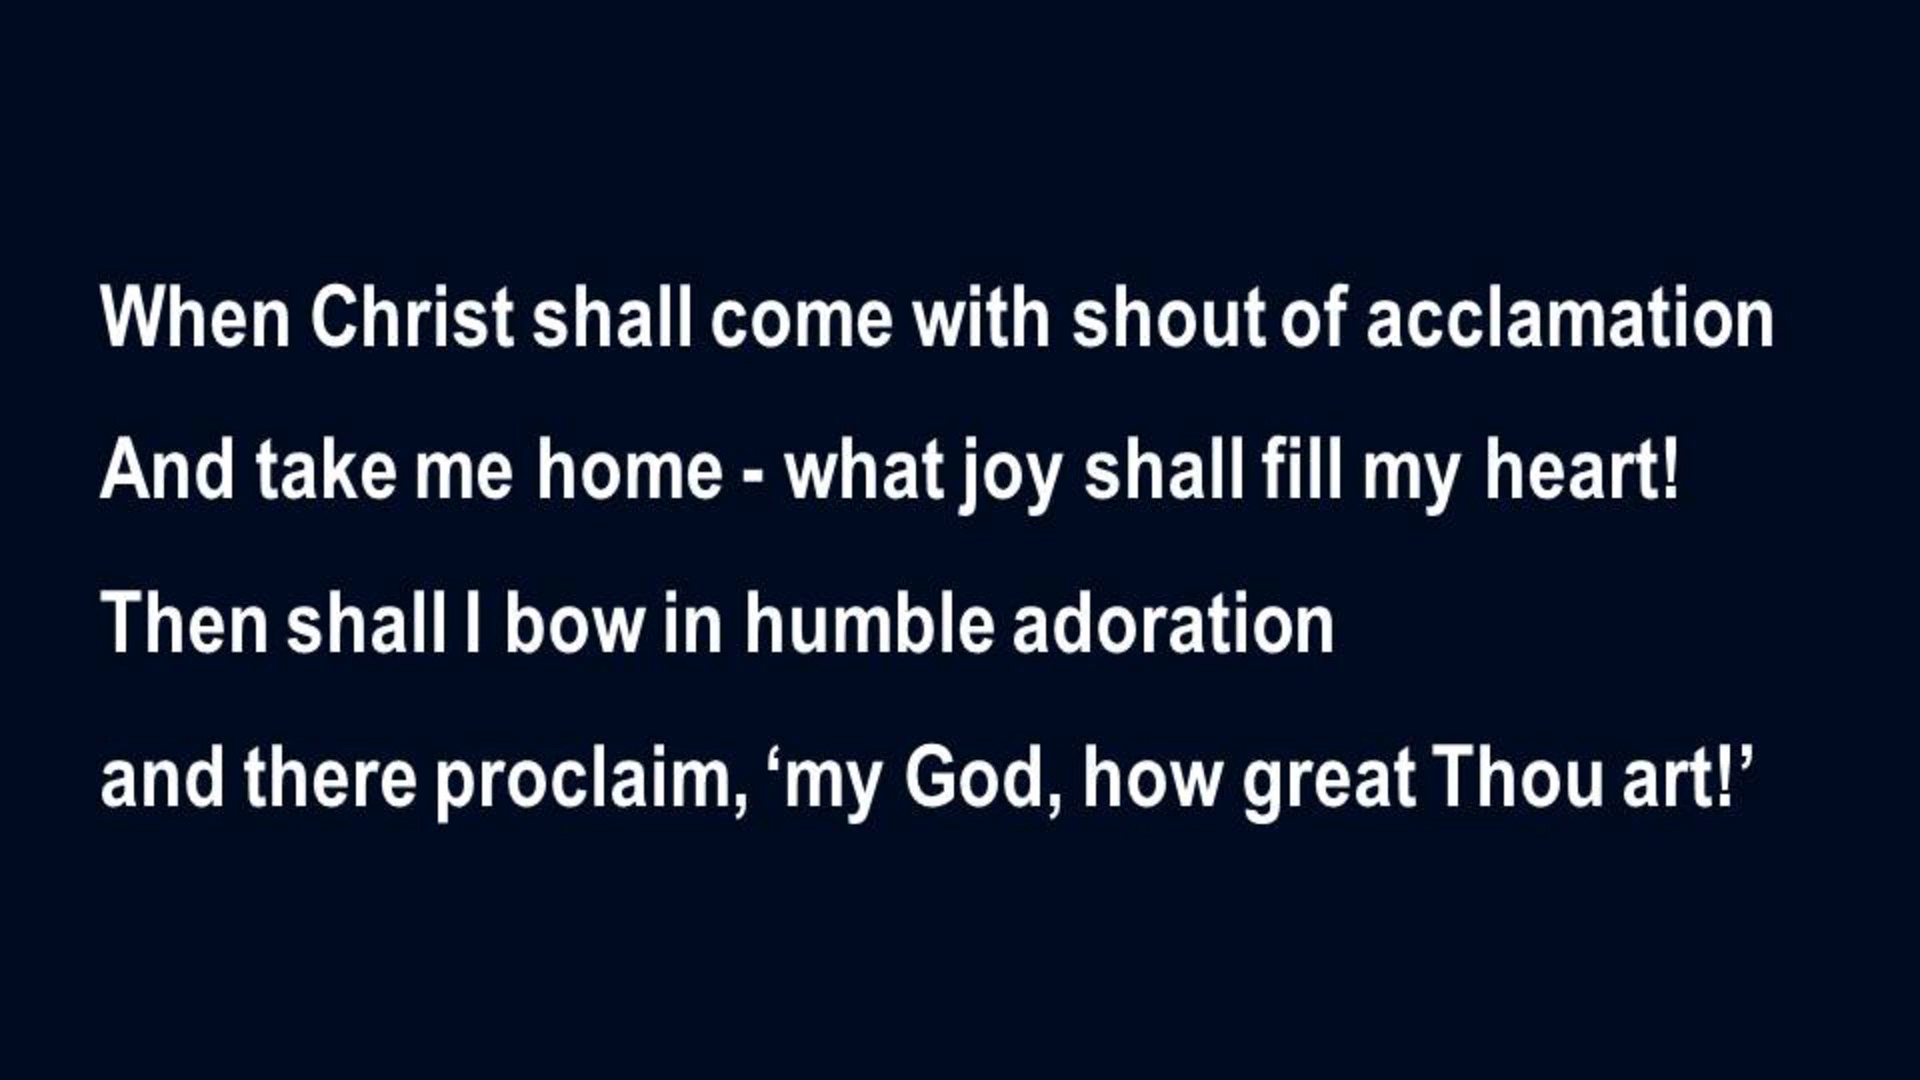 When Christ shall come with shout of acclamation
And take me home - what joy shall fill my heart!
Then shall I bow in humble adoration
and there proclaim, ‘my God, how great Thou art!’